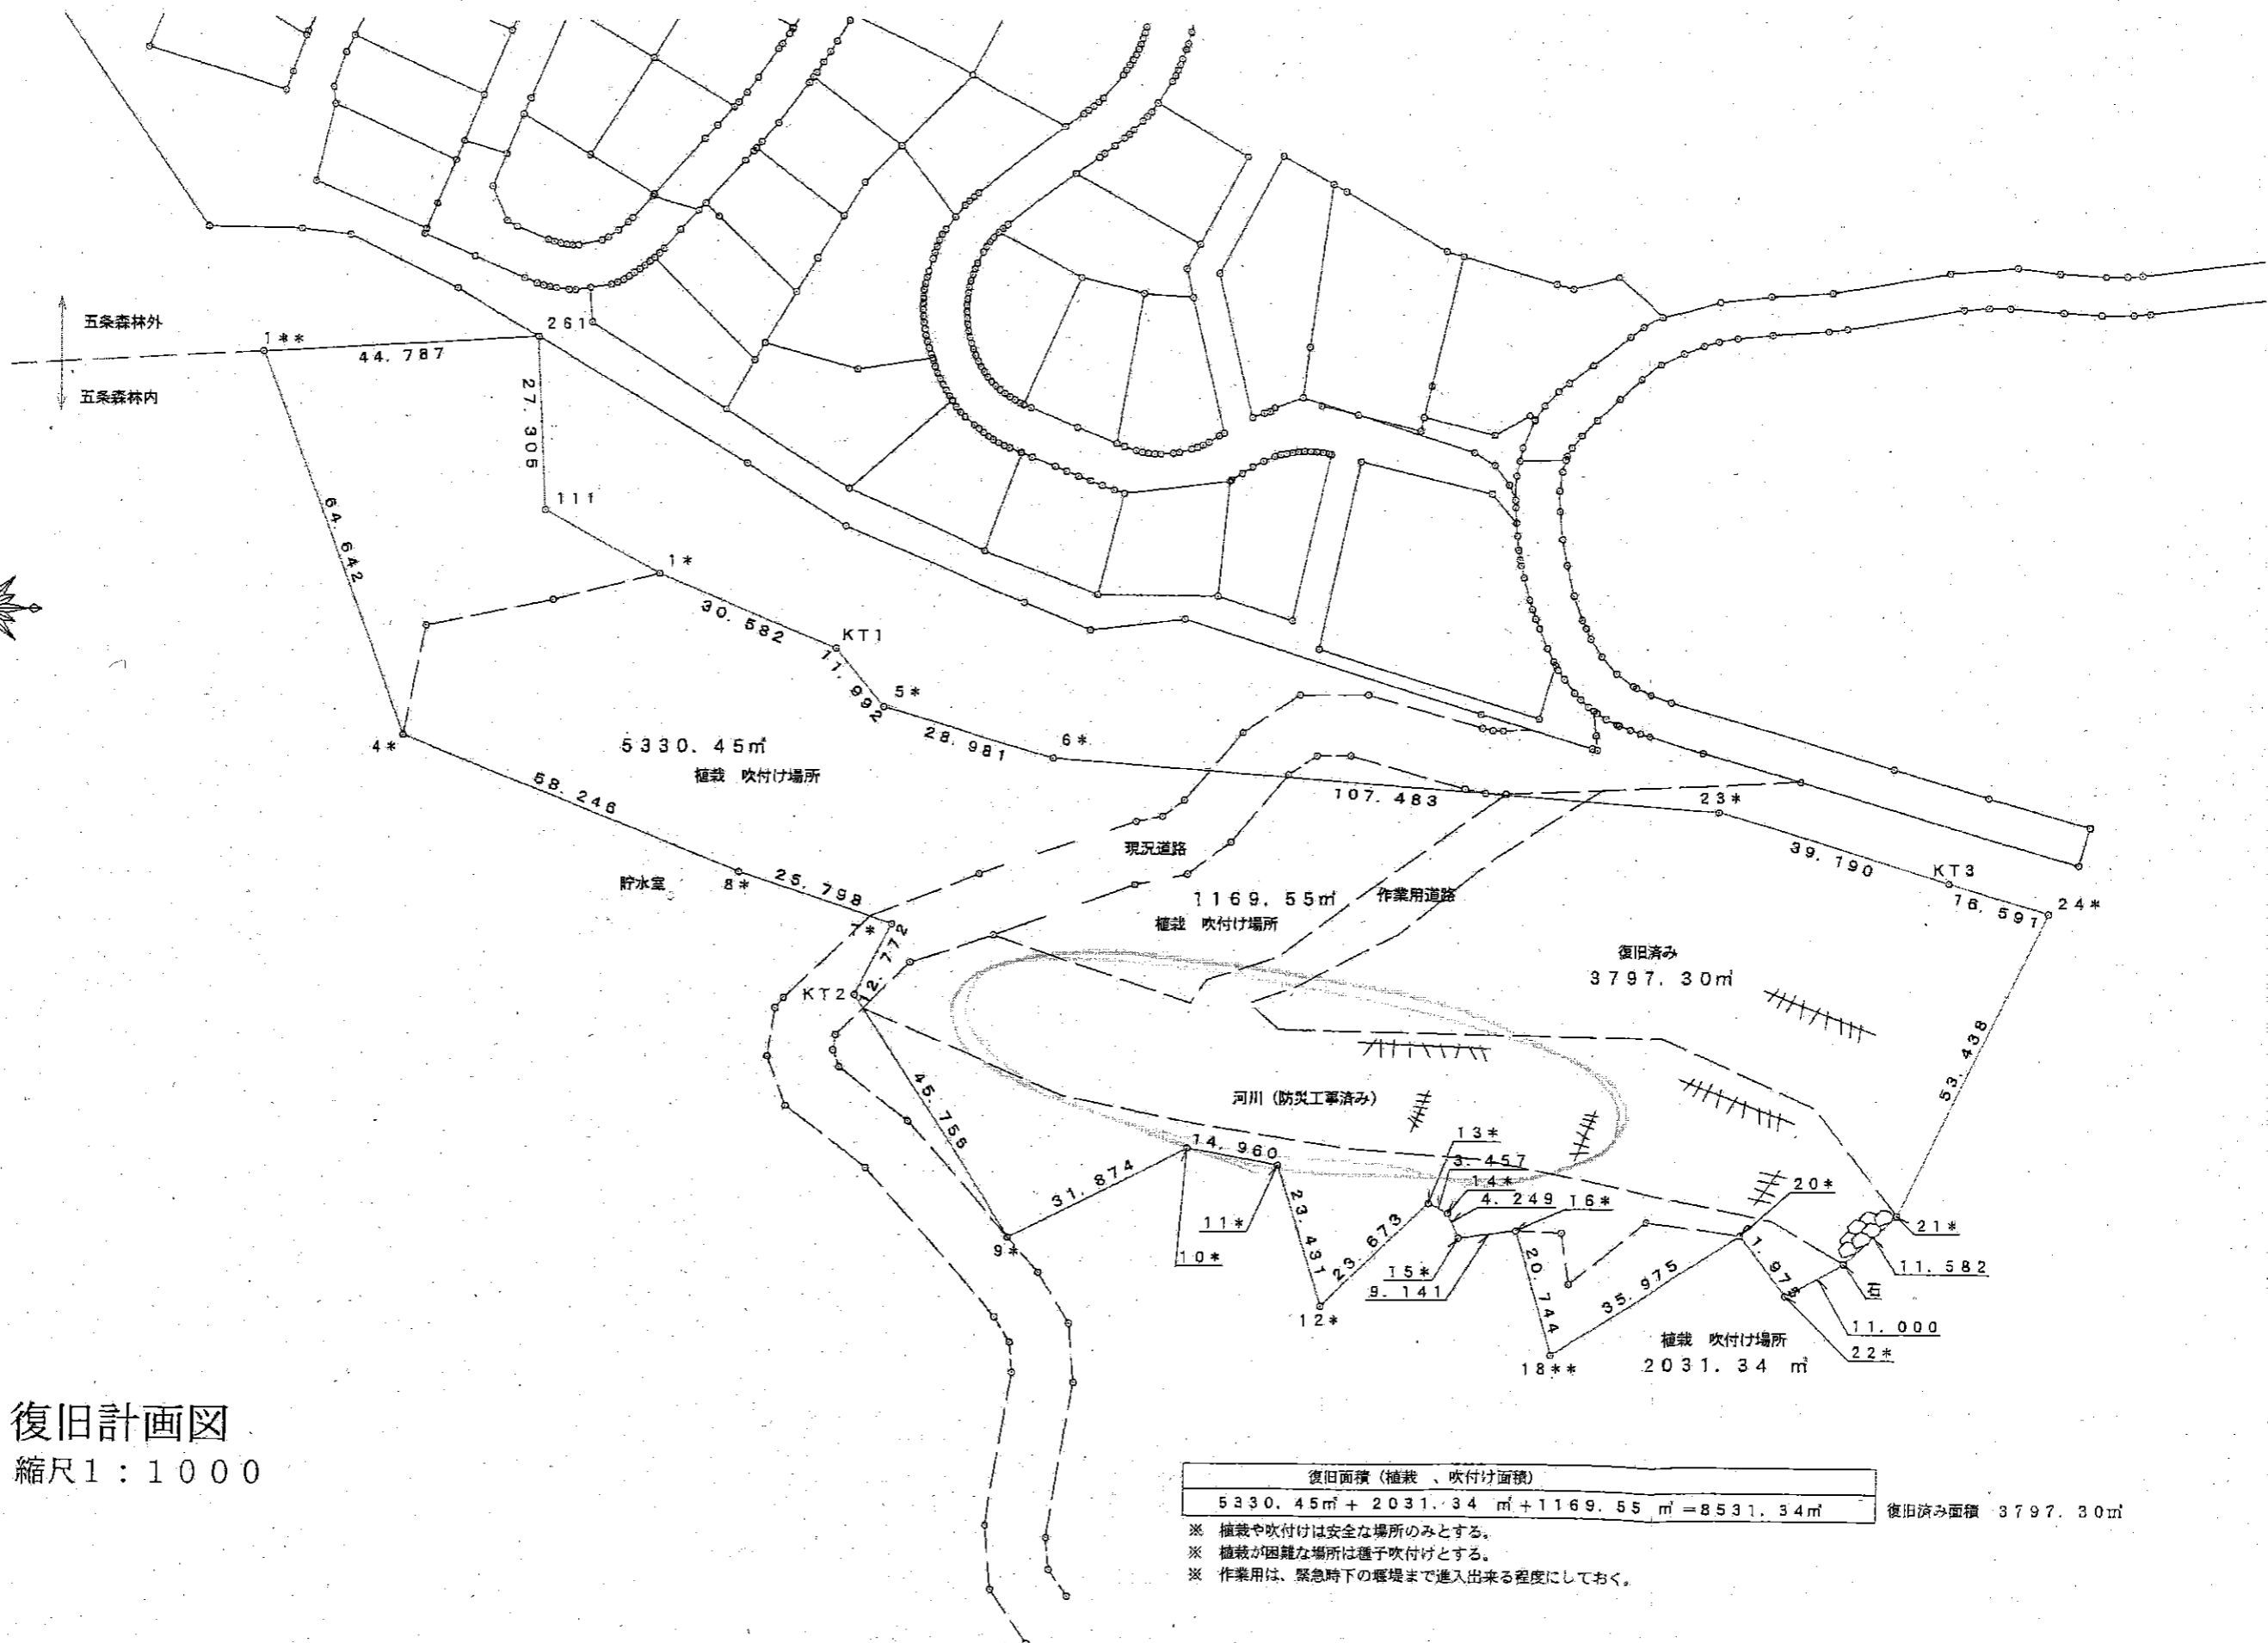 五条森林外
五条森林内
1**
44.787
261
27.305
111
64.642
1*
30.582
KT1
11.992
5*
28.981
6*
4*
5330.45㎡
植栽 吹付け場所
58.246
107.483
23*
39.190
KT3
16.591
24*
貯水室
8*
25.798
7*
12.772
KT2
現況道路
1169.55㎡
植栽 吹付け場所
作業用道路
復旧済み
3797.30㎡
53.438
45.755
河川(防災工事済み)
9*
31.874
14.960
10*
11*
23.431
12*
23.673
13*
3.457
14*
4.249
16*
15*
9.141
20.744
18**
35.975
20*
21*
11.582
石
11.000
22*
植栽 吹付け場所
2031.34 ㎡
復旧計画図
縮尺1:1000
復旧面積(植栽 、吹付け面積)
5330.45㎡+ 2031.34 ㎡+1169.55 ㎡=8531.34㎡
復旧済み面積 3797.30㎡
※ 植栽や吹付けは安全な場所のみとする。
※ 植栽が困難な場所は種子吹付けとする。
※ 作業用は、緊急時下の堰堤まで進入出来る程度にしておく。